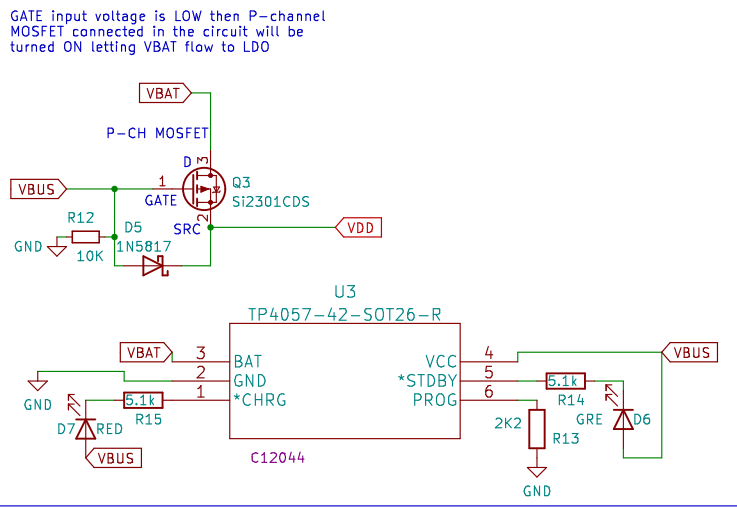 GATE input voltage is LOW then P-channel
MOSFET connected in the circuit will be
turned ON letting VBAT flow to LDO
VBAT
P-CH MOSFET
D 3
VBUS
1
GATE
Q3
Si2301CDS
2
SRC
VDD
R12
GND
10K
D5
1N5817
U3
TP4057-42-SOT26-R
VBAT
3
BAT
VCC
4
VBUS
2
GND
*STDBY
5
5.1k
R14
GND
1
*CHRG
PROG
6
5.1k
R15
D7
RED
VBUS
2K2
R13
GRE
D6
GND
C12044